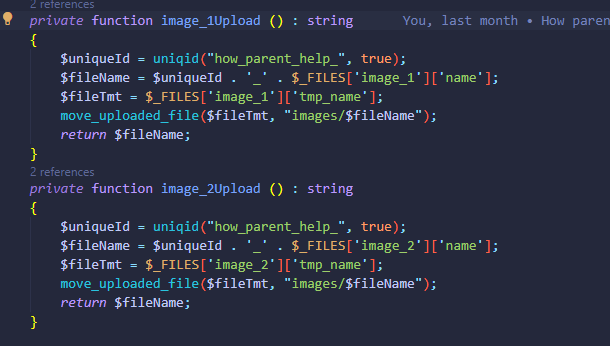 2 references
private function image_1Upload () : string You, last month • How paren
{
$uniqueId = uniqid("how_parent_help_", true);
$fileName = $uniqueId . '_' . $_FILES['image_1']['name'];
$fileTmt = $_FILES['image_1']['tmp_name'];
move_uploaded_file($fileTmt, "images/$fileName");
return $fileName;
}
2 references
private function image_2Upload () : string
{
$uniqueId = uniqid("how_parent_help_", true);
$fileName = $uniqueId . '_' . $_FILES['image_2']['name'];
$fileTmt = $_FILES['image_2']['tmp_name'];
move_uploaded_file($fileTmt, "images/$fileName");
return $fileName;
}